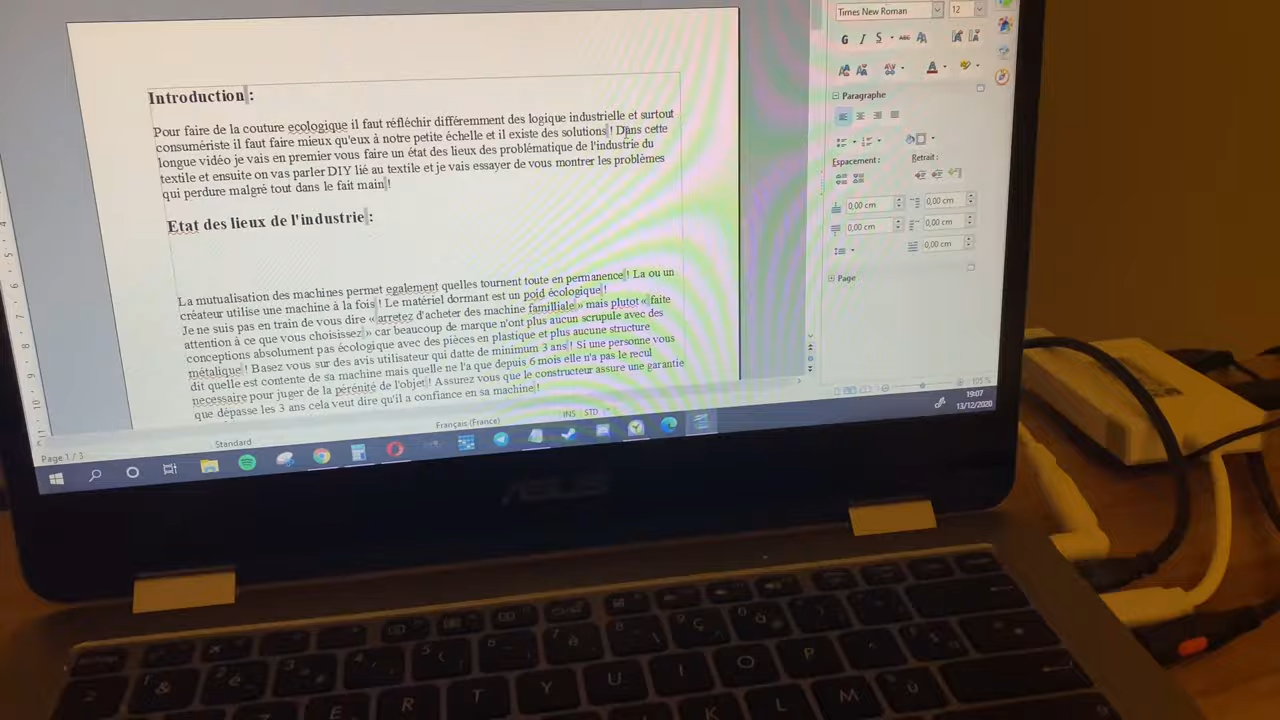 Times New Roman
12
G I S
Paragraphe
Espacement :
Retrait :
0,00 cm
0,00 cm
0,00 cm
0,00 cm
0,00 cm
Page
Introduction :
Pour faire de la couture ecologique il faut réfléchir différemment des logique industrielle et surtout
consumériste il faut faire mieux qu'eux à notre petite échelle et il existe des solutions ! Dans cette
longue vidéo je vais en premier vous faire un état des lieux des problématique de l'industrie du
textile et ensuite on vas parler DIY lié au textile et je vais essayer de vous montrer les problèmes
qui perdure malgré tout dans le fait main !
Etat des lieux de l'industrie :
La mutualisation des machines permet egalement quelles tournent toute en permanence ! La ou un
créateur utilise une machine à la fois ! Le matériel dormant est un poid écologique !
Je ne suis pas en train de vous dire « arretez d'acheter des machine familliale » mais plutot « faite
attention à ce que vous choisissez » car beaucoup de marque n'ont plus aucun scrupule avec des
conceptions absolument pas écologique avec des pièces en plastique et plus aucune structure
métalique ! Basez vous sur des avis utilisateur qui datte de minimum 3 ans ! Si une personne vous
dit quelle est contente de sa machine mais quelle ne l'a que depuis 6 mois elle n'a pas le recul
necessaire pour juger de la pérénité de l'objet ! Assurez vous que le constructeur assure une garantie
que dépasse les 3 ans cela veut dire qu'il a confiance en sa machine !
Page 1 / 3
Standard
Français (France)
INS
STD
105 %
19:07
13/12/2020
ASUS
E R T Y U I O P
K L M ù